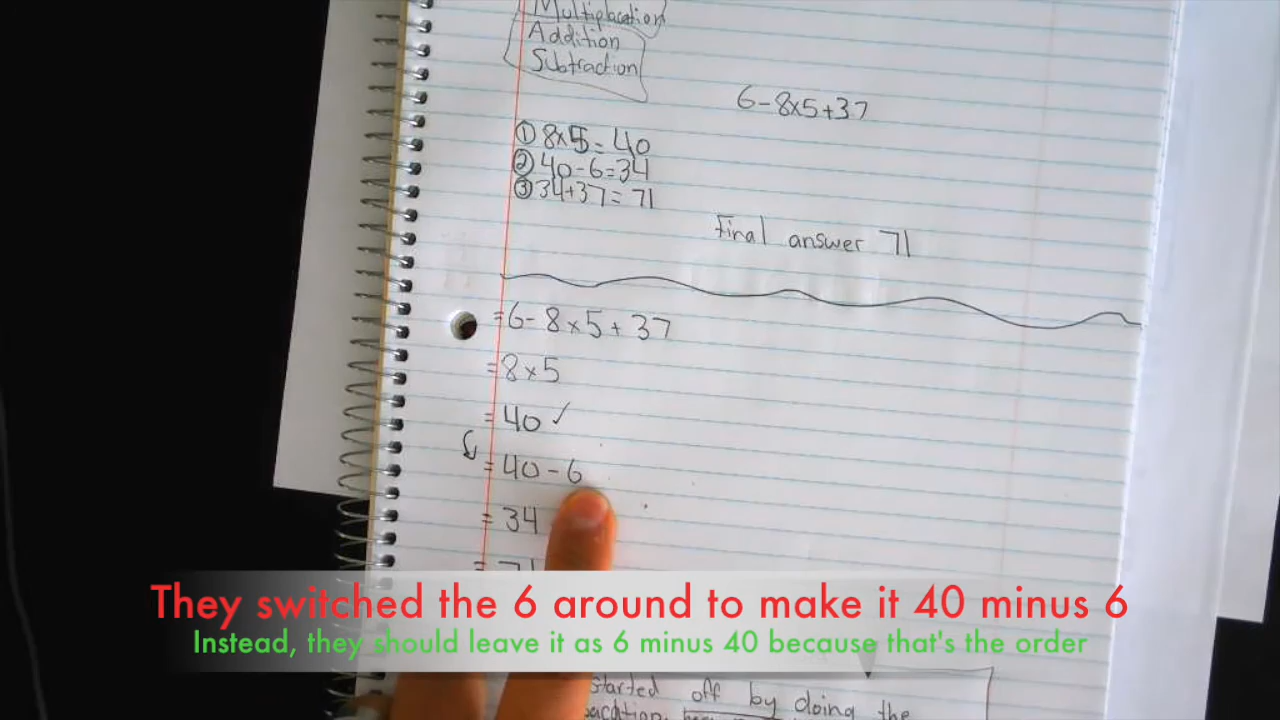 Multiplacation
Addition
Subtraction
6-8x5+37
① 8x5=40
② 40-6=34
③ 34+37=71
Final answer 71
=6-8x5+37
=8x5
=40 ✓
=40-6
=34
=71
They switched the 6 around to make it 40 minus 6
Instead, they should leave it as 6 minus 40 because that's the order
started off by doing the